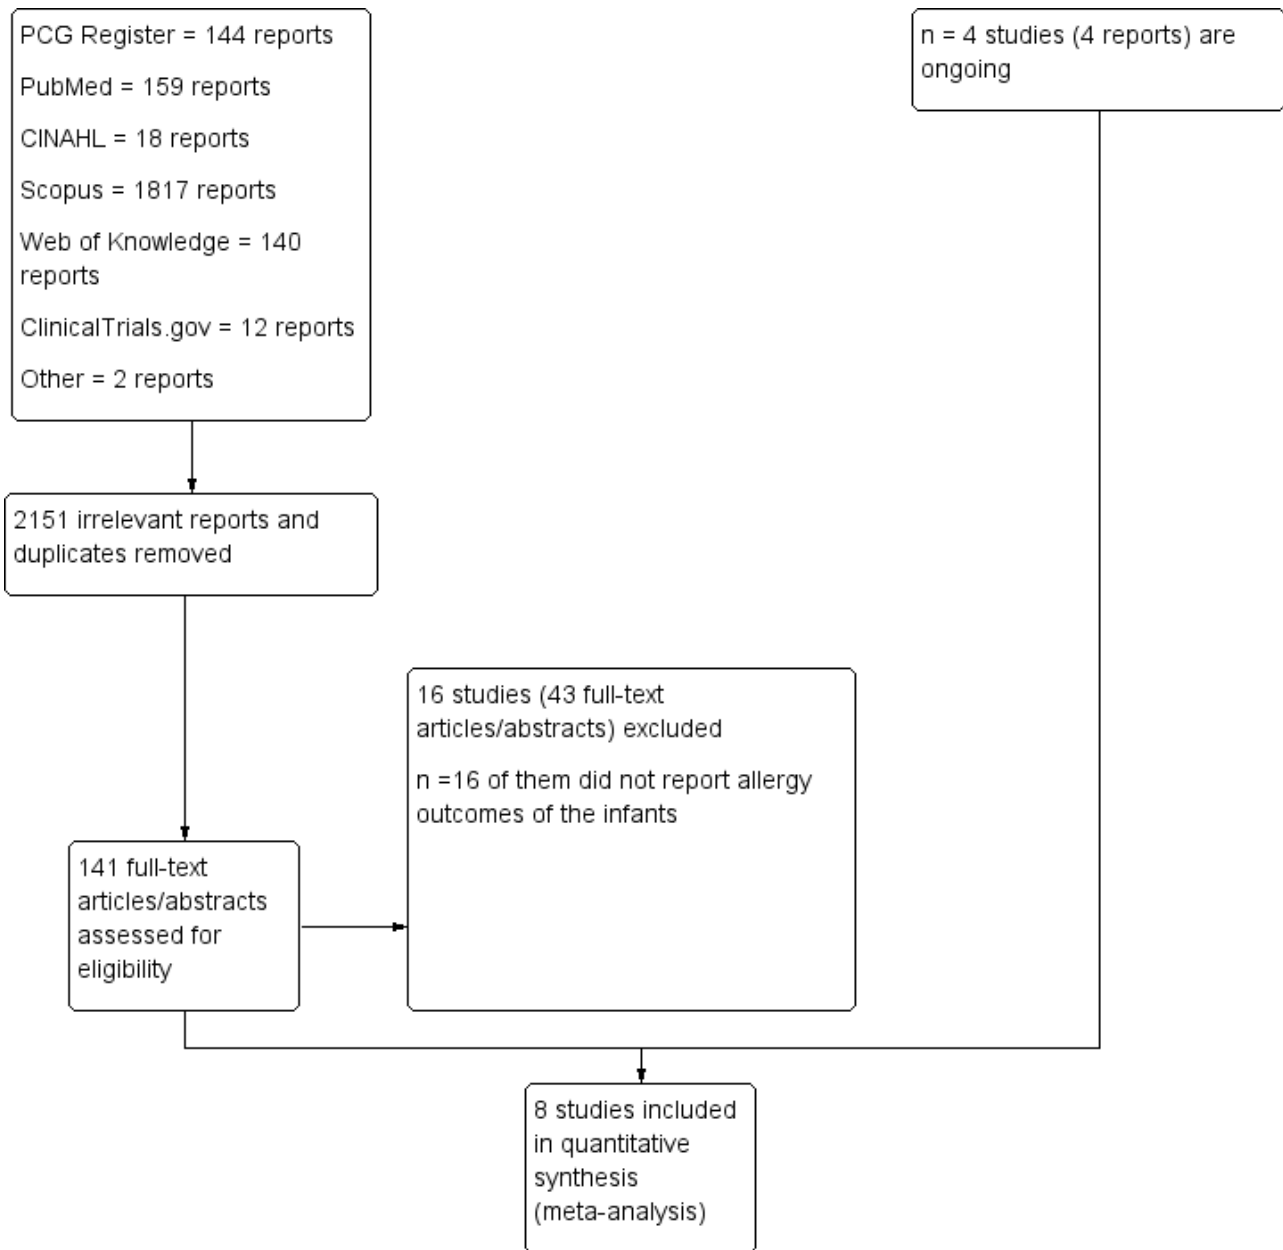 PCG Register = 144 reports
PubMed = 159 reports
CINAHL = 18 reports
Scopus = 1817 reports
Web of Knowledge = 140
reports
ClinicalTrials.gov = 12 reports
Other = 2 reports
n = 4 studies (4 reports) are
ongoing
2151 irrelevant reports and
duplicates removed
16 studies (43 full-text
articles/abstracts) excluded
n =16 of them did not report allergy
outcomes of the infants
141 full-text
articles/abstracts
assessed for
eligibility
8 studies included
in quantitative
synthesis
(meta-analysis)